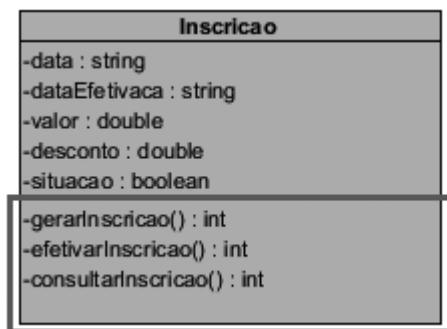 Inscricao
-data : string
-dataEfetivaca : string
-valor : double
-desconto : double
-situacao : boolean
-gerarInscricao() : int
-efetivarInscricao() : int
-consultarInscricao() : int